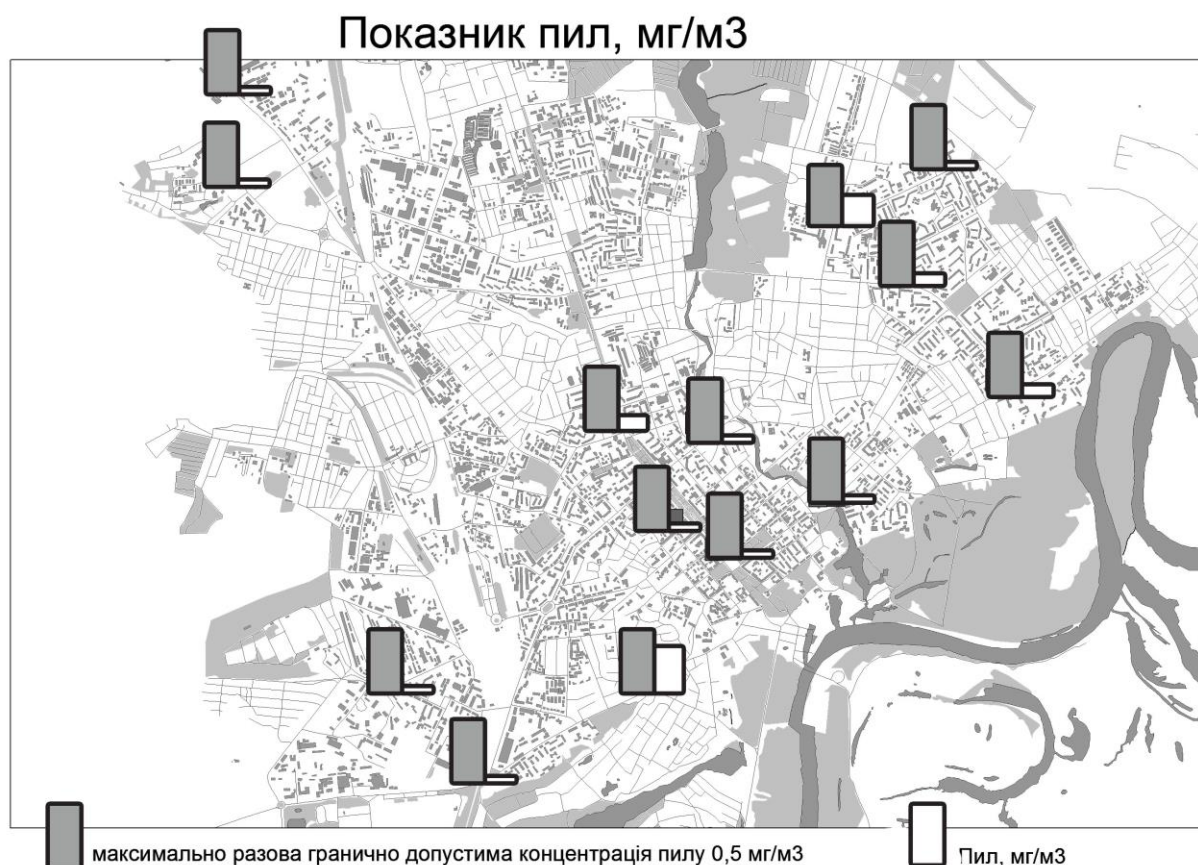 Показник пил, мг/м3
максимально разова гранично допустима концентрація пилу 0,5 мг/м3
Пил, мг/м3